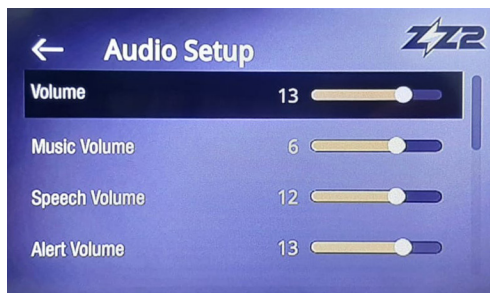 ← Audio Setup
ZZ2
Volume 13
Music Volume 6
Speech Volume 12
Alert Volume 13